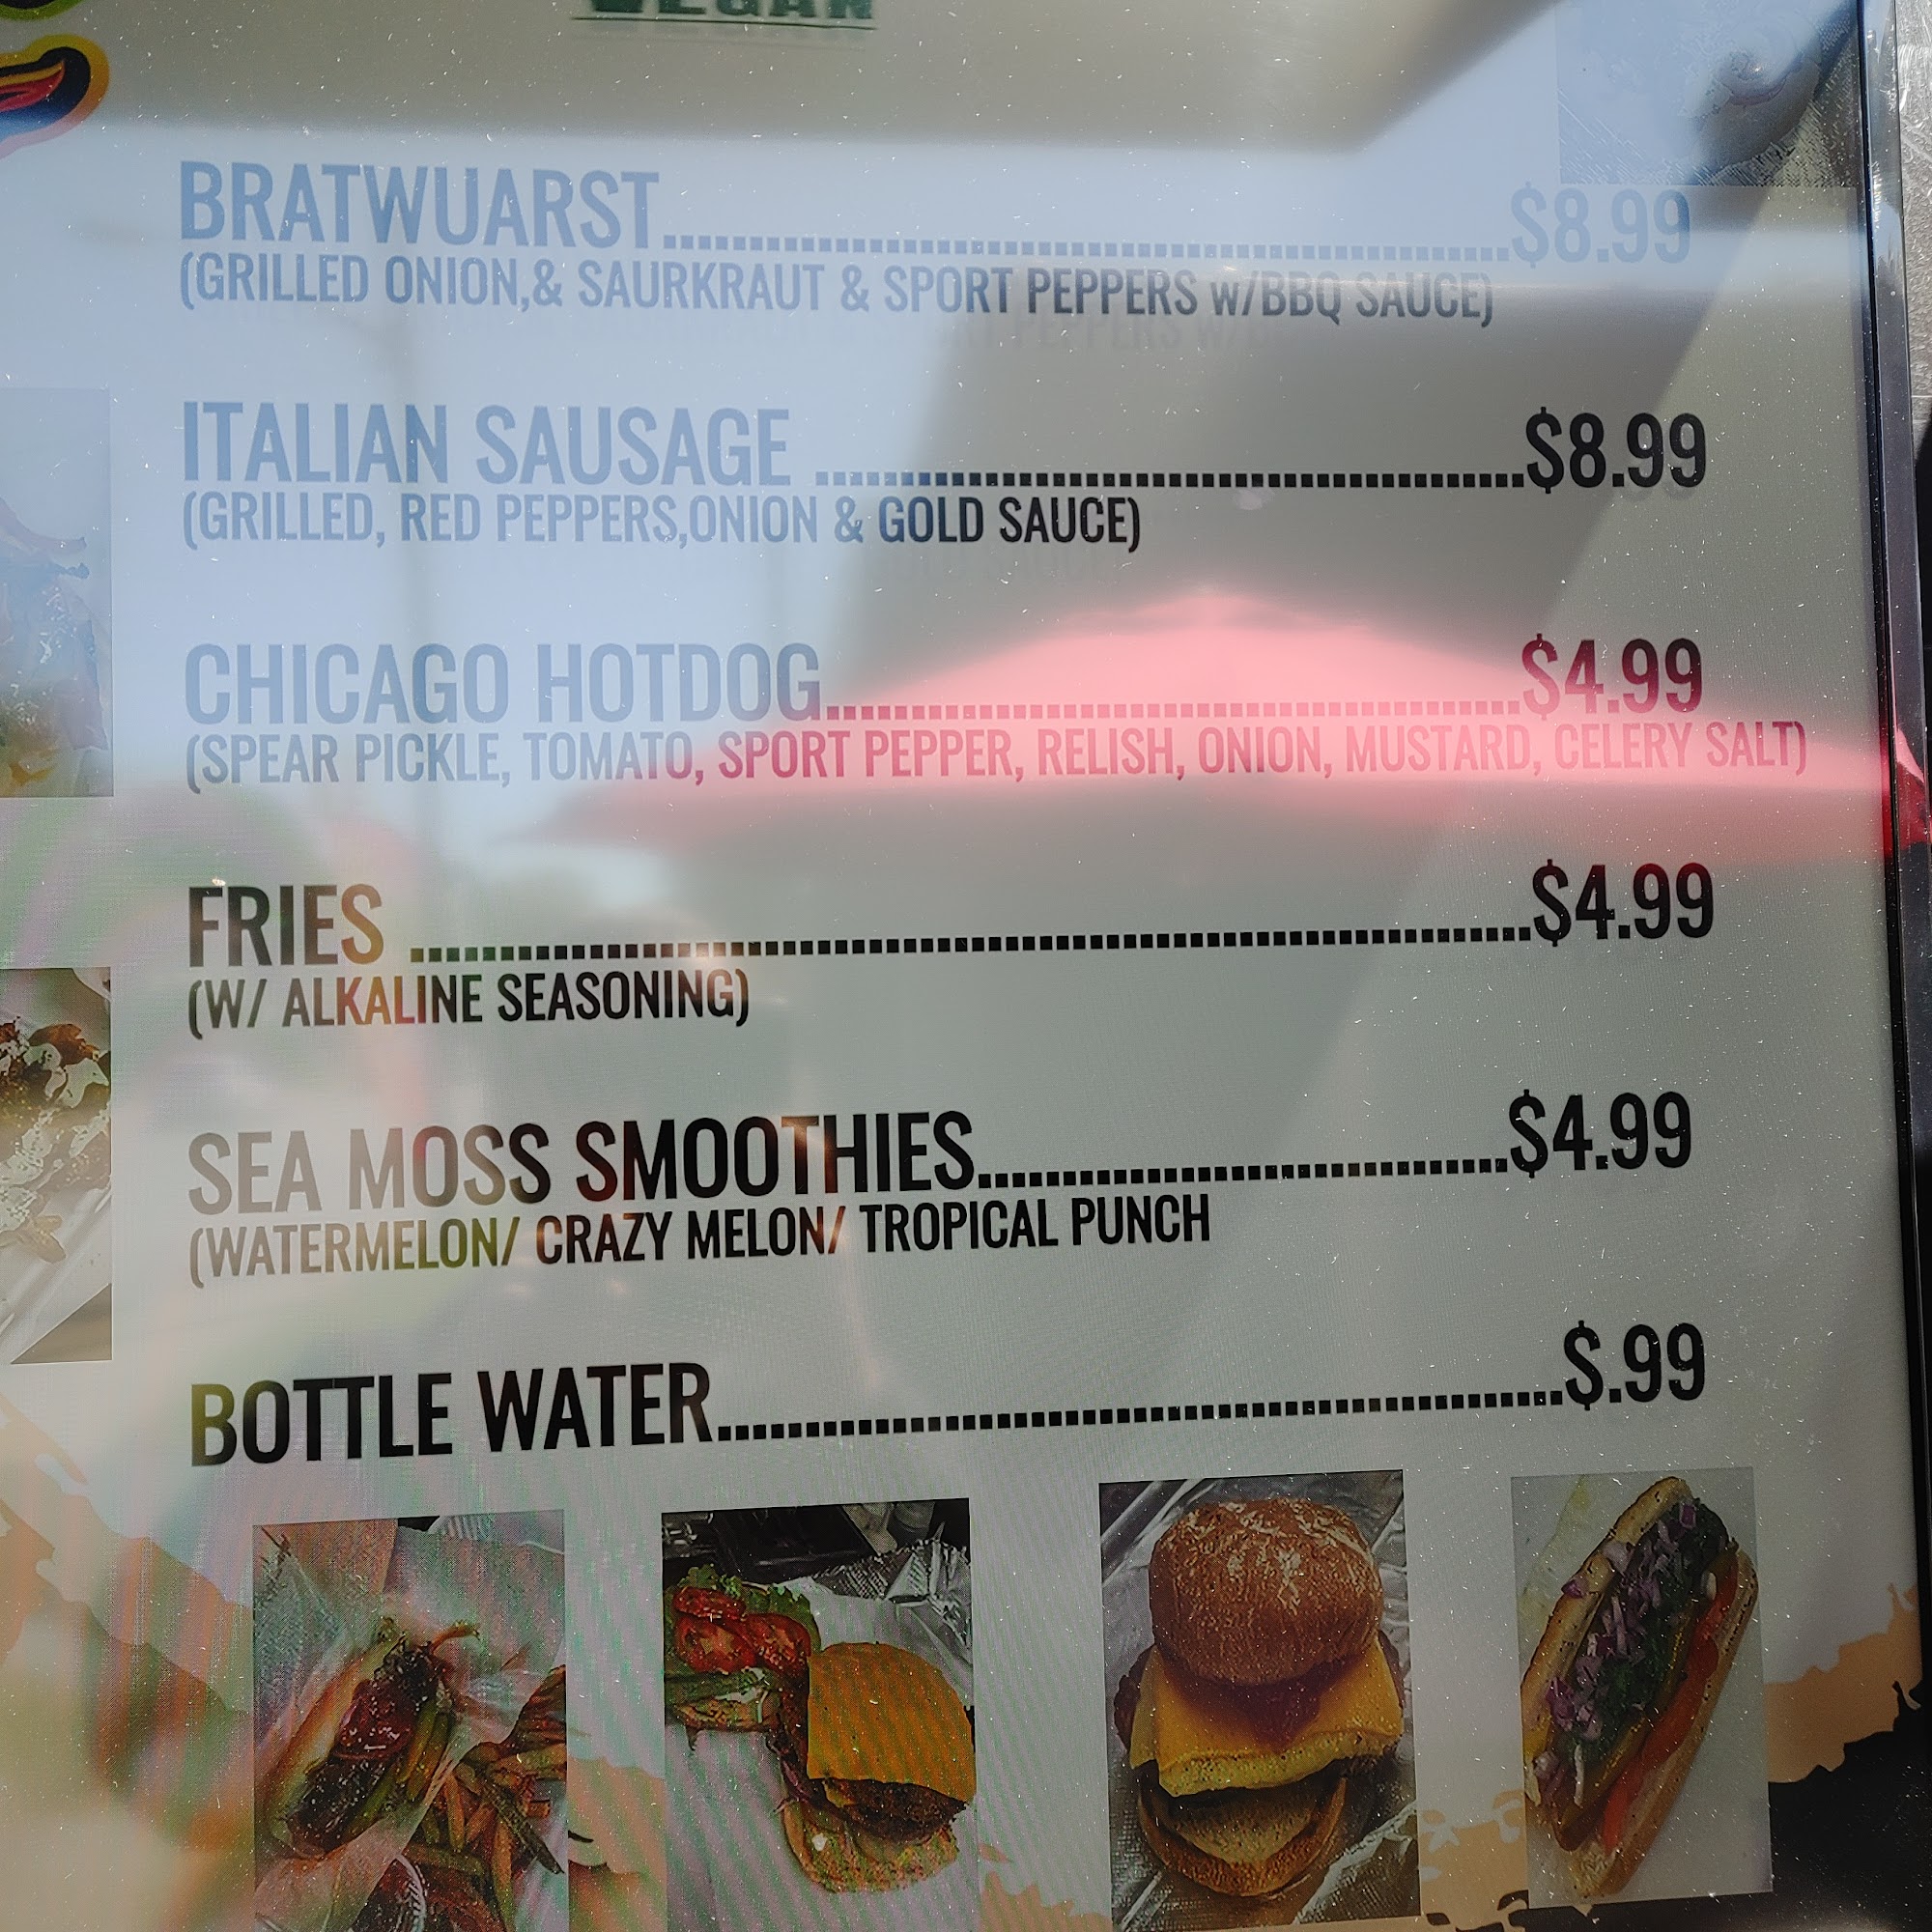 VEGAN
BRATWUARST........................................$8.99
(GRILLED ONION,& SAURKRAUT & SPORT PEPPERS w/BBQ SAUCE)
ITALIAN SAUSAGE ........................................$8.99
(GRILLED, RED PEPPERS,ONION & GOLD SAUCE)
CHICAGO HOTDOG........................................$4.99
(SPEAR PICKLE, TOMATO, SPORT PEPPER, RELISH, ONION, MUSTARD, CELERY SALT)
FRIES ........................................$4.99
(W/ ALKALINE SEASONING)
SEA MOSS SMOOTHIES........................................$4.99
(WATERMELON/ CRAZY MELON/ TROPICAL PUNCH
BOTTLE WATER........................................$.99